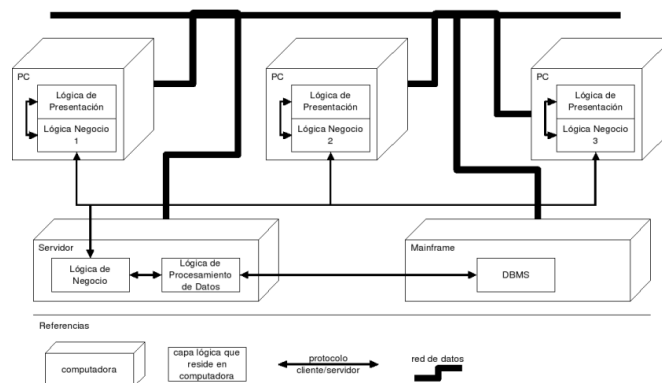 PC
Lógica de
Presentación
Lógica Negocio
1
PC
Lógica de
Presentación
Lógica Negocio
2
PC
Lógica de
Presentación
Lógica Negocio
3
Servidor
Lógica de
Negocio
Lógica de
Procesamiento
de Datos
Mainframe
DBMS
Referencias
computadora
capa lógica que
reside en
computadora
protocolo
cliente/servidor
red de datos